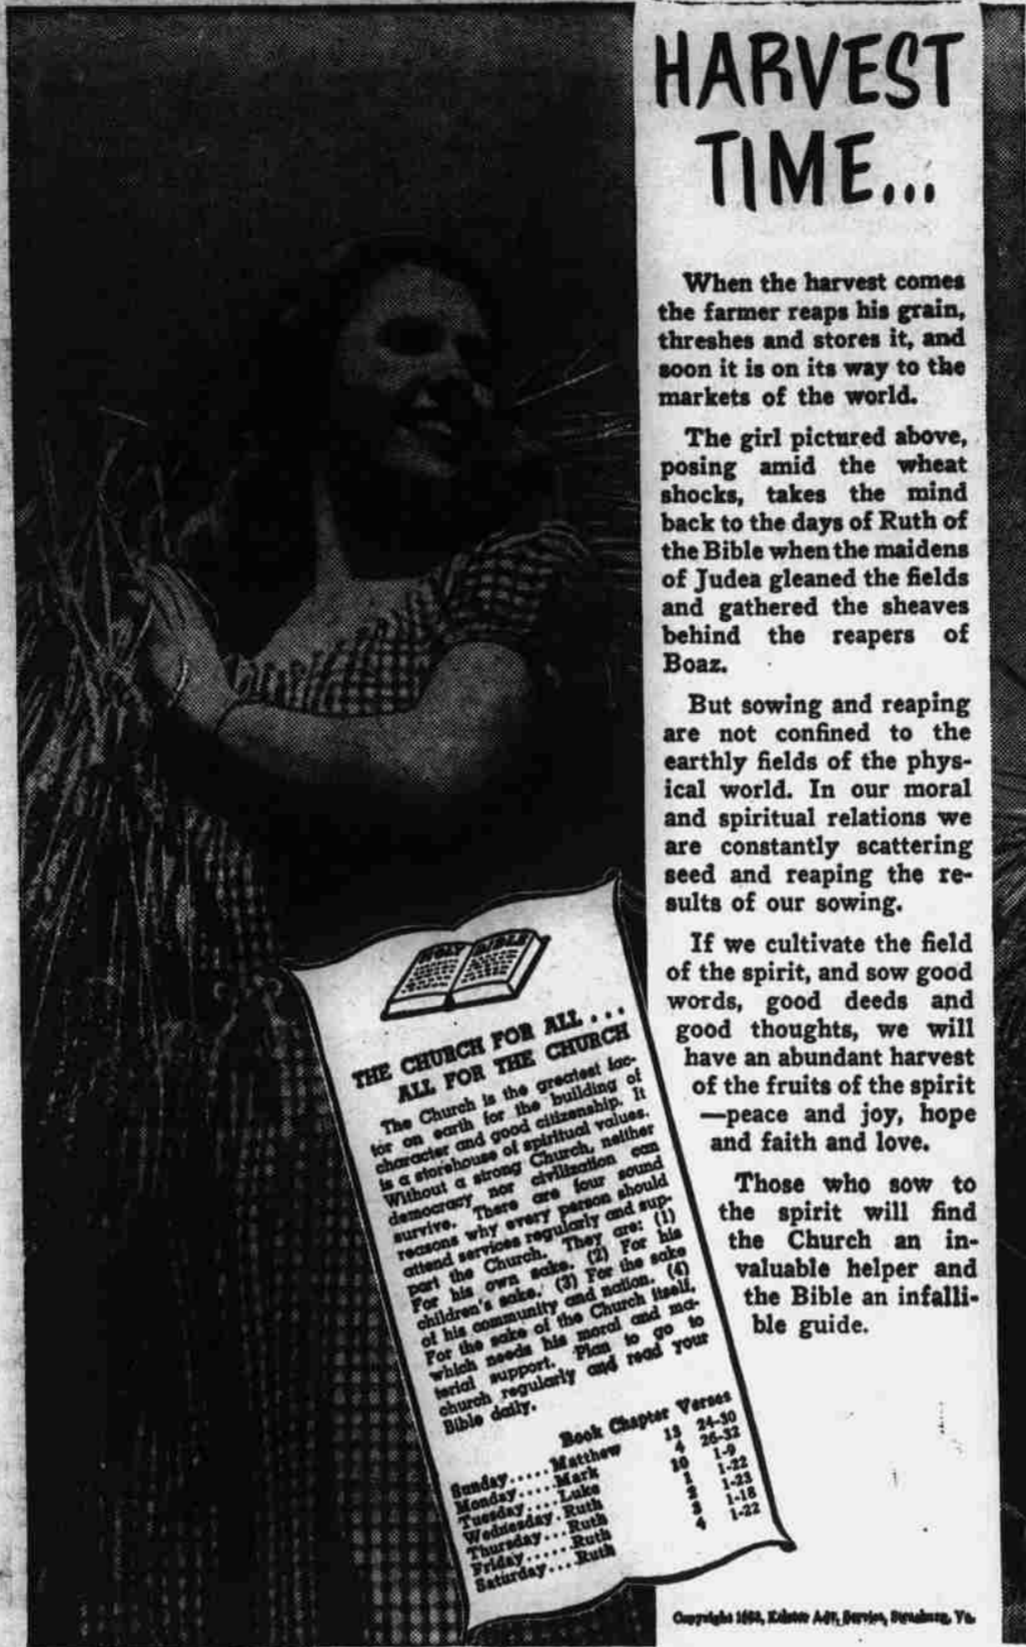 HARVEST
TIME...
When the harvest comes
the farmer reaps his grain,
threshes and stores it, and
soon it is on its way to the
markets of the world.
The girl pictured above,
posing amid the wheat
shocks, takes the mind
back to the days of Ruth of
the Bible when the maidens
of Judea gleaned the fields
and gathered the sheaves
behind the reapers of
Boaz.
But sowing and reaping
are not confined to the
earthly fields of the phys-
ical world. In our moral
and spiritual relations we
are constantly scattering
seed and reaping the re-
sults of our sowing.
If we cultivate the field
of the spirit, and sow good
words, good deeds and
good thoughts, we will
have an abundant harvest
of the fruits of the spirit
—peace and joy, hope
and faith and love.
Those who sow to
the spirit will find
the Church an in-
valuable helper and
the Bible an infalli-
ble guide.
HOLY BIBLE
THE CHURCH FOR ALL . . .
ALL FOR THE CHURCH
The Church is the greatest fac-
tor on earth for the building of
character and good citizenship. It
is a storehouse of spiritual values.
Without a strong Church, neither
democracy nor civilization can
survive. There are four sound
reasons why every person should
attend services regularly and sup-
port the Church. They are: (1)
For his own sake. (2) For his
children's sake. (3) For the sake
of his community and nation. (4)
For the sake of the Church itself,
which needs his moral and ma-
terial support. Plan to go to
church regularly and read your
Bible daily.
Book Chapter Verses
Sunday..... Matthew 13 24-30
Monday..... Mark 4 26-32
Tuesday.... Luke 10 1-9
Wednesday. Ruth 1 1-22
Thursday... Ruth 2 1-23
Friday...... Ruth 3 1-18
Saturday.... Ruth 4 1-22
Copyright Adv. Service, Strasburg, Va.